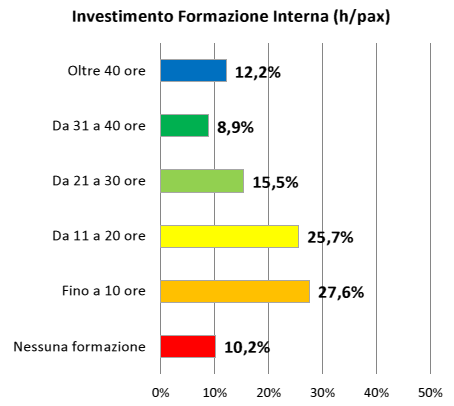 Investimento Formazione Interna (h/pax)
Oltre 40 ore 12,2%
Da 31 a 40 ore 8,9%
Da 21 a 30 ore 15,5%
Da 11 a 20 ore 25,7%
Fino a 10 ore 27,6%
Nessuna formazione 10,2%
0% 10% 20% 30% 40% 50%